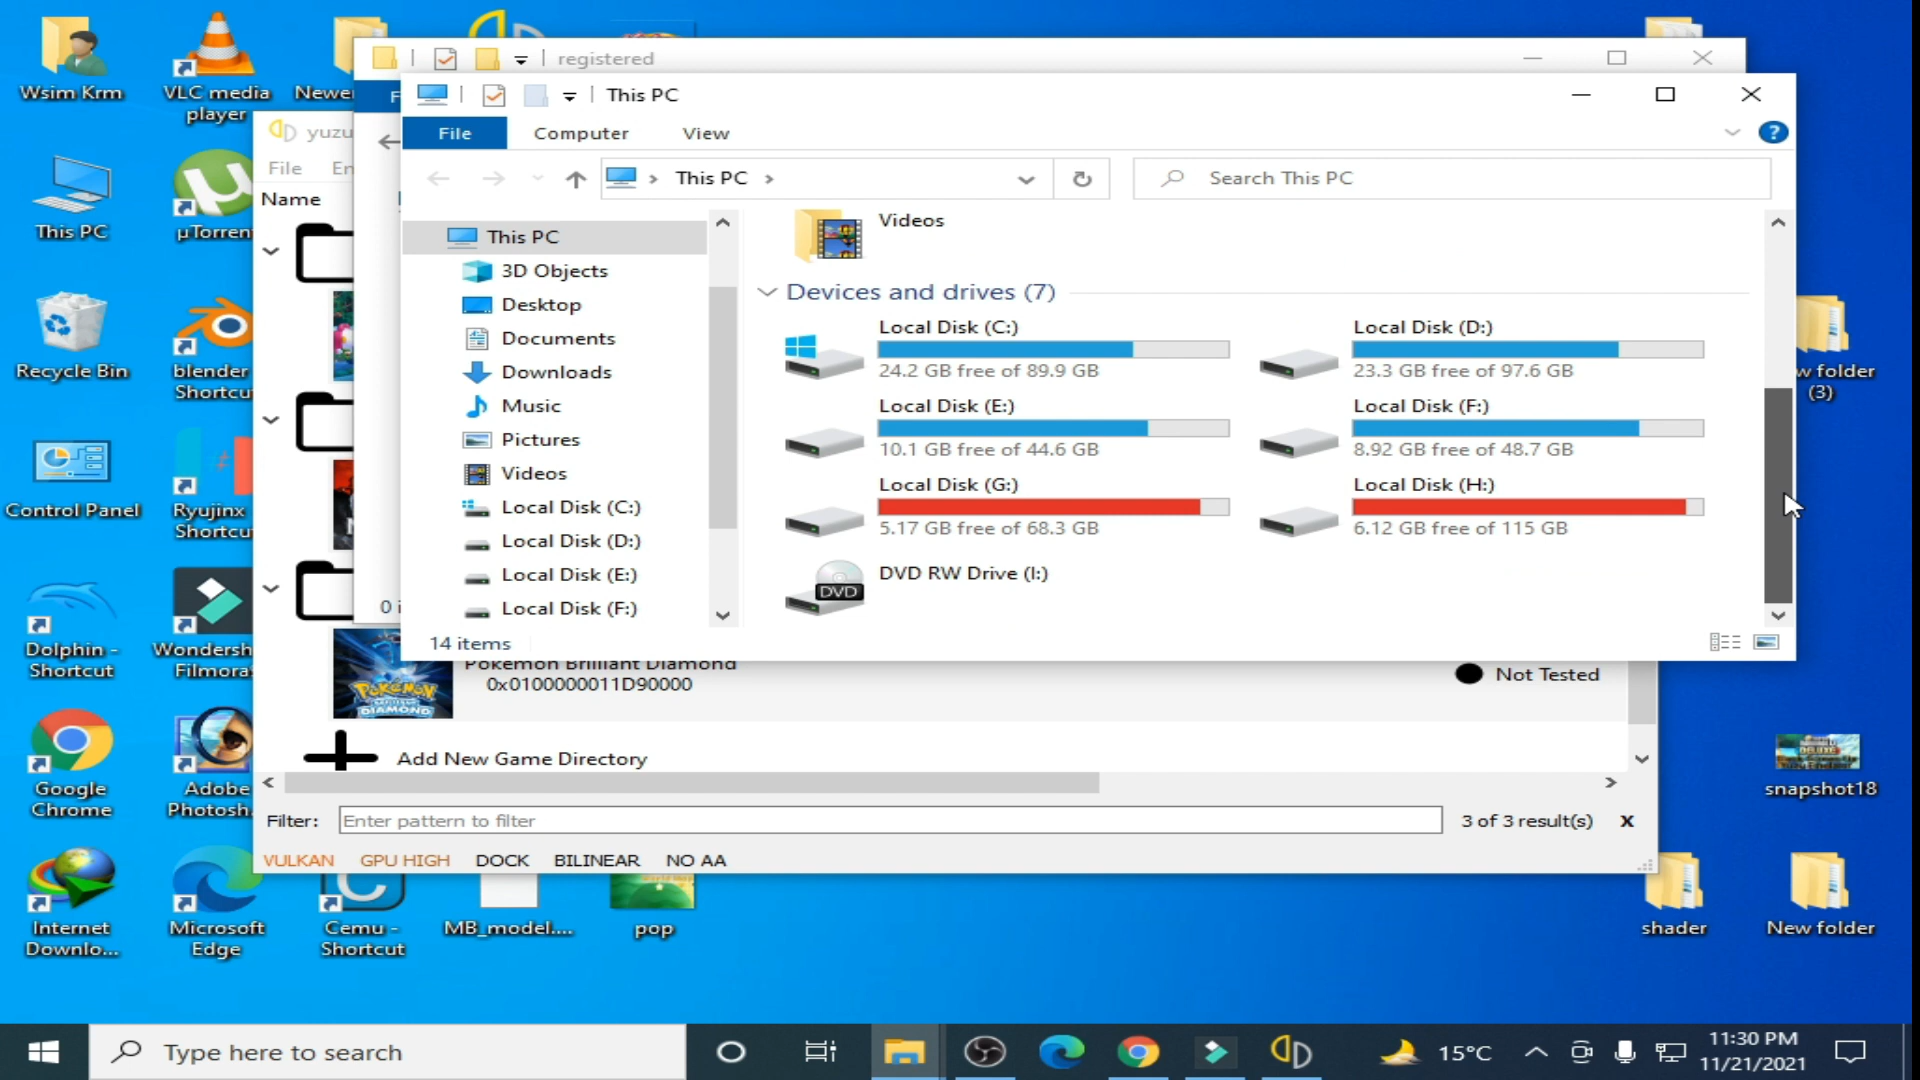 Wsim Krm
VLC media
player
Newer
registered
This PC
File
Computer
View
This PC
Search This PC
yuzu
File
Name
This PC
3D Objects
Desktop
Documents
Downloads
Music
Pictures
Videos
Local Disk (C:)
Local Disk (D:)
Local Disk (E:)
Local Disk (F:)
Videos
Devices and drives (7)
Local Disk (C:)
24.2 GB free of 89.9 GB
Local Disk (D:)
23.3 GB free of 97.6 GB
Local Disk (E:)
10.1 GB free of 44.6 GB
Local Disk (F:)
8.92 GB free of 48.7 GB
Local Disk (G:)
5.17 GB free of 68.3 GB
Local Disk (H:)
6.12 GB free of 115 GB
DVD RW Drive (I:)
DVD
14 items
This PC
µTorrent
Recycle Bin
blender
Shortcu
Control Panel
Ryujinx
Shortcu
Dolphin -
Shortcut
Wondersh
Filmora
Google
Chrome
Adobe
Photosh.
Internet
Downlo...
Microsoft
Edge
Cemu -
Shortcut
MB_model....
pop
w folder
(3)
snapshot18
shader
New folder
POKÉMON
DIAMOND
Pokémon Brilliant Diamond
0x0100000011D90000
Not Tested
Add New Game Directory
Filter:
Enter pattern to filter
3 of 3 result(s)
x
VULKAN
GPU HIGH
DOCK
BILINEAR
NO AA
Type here to search
15°C
11:30 PM
11/21/2021